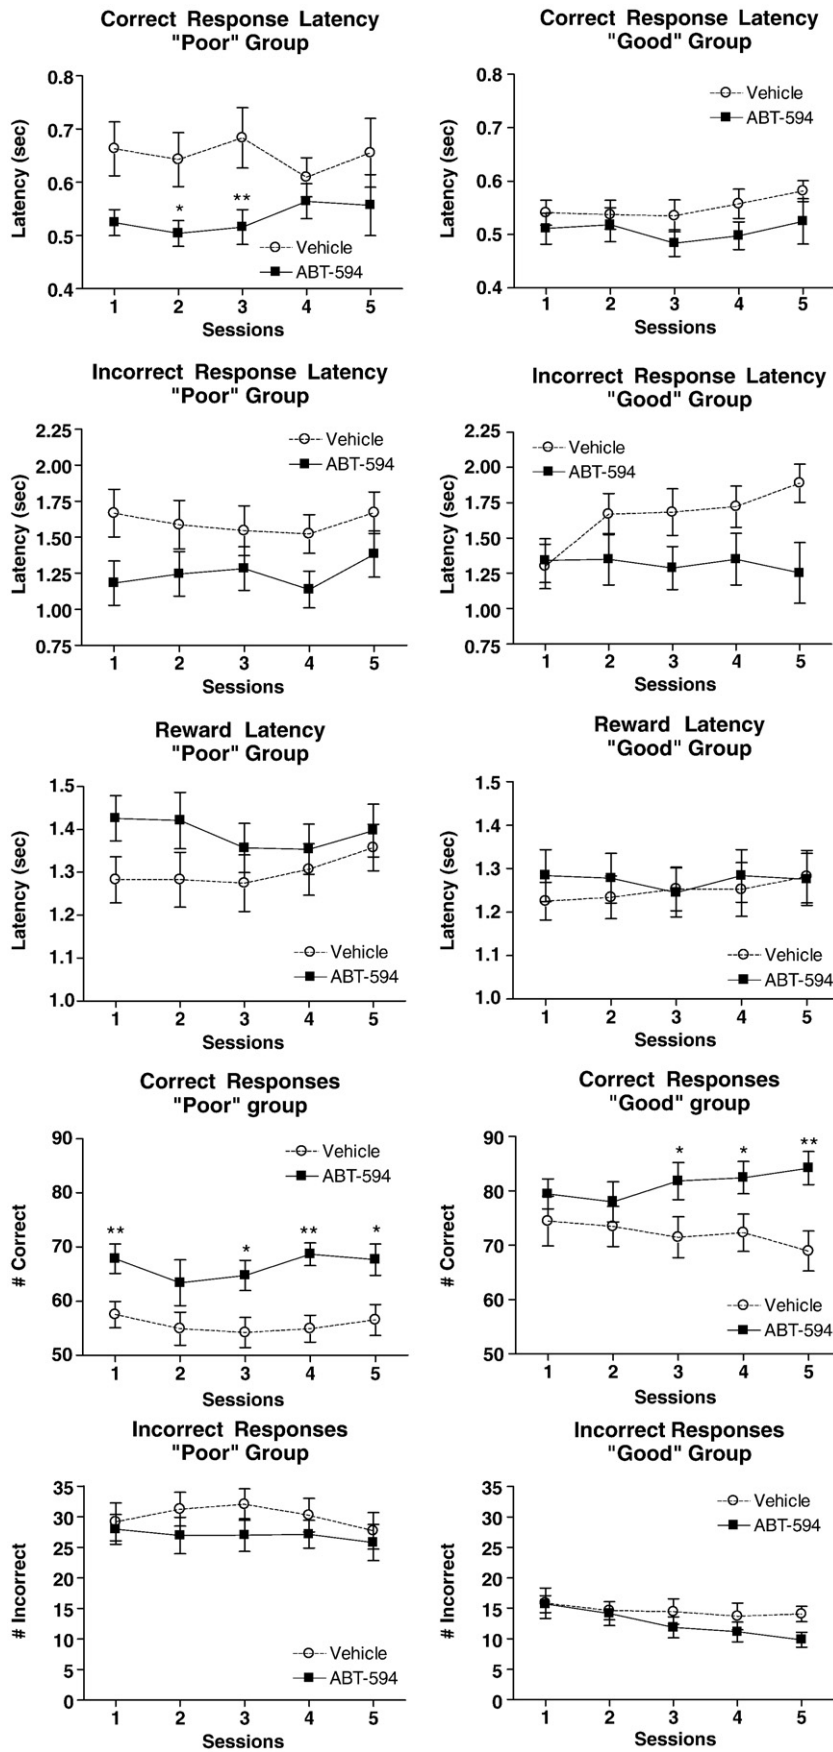 Correct Response Latency
"Poor" Group
0.8
0.7
0.6
0.5
0.4
Latency (sec)
*
**
Vehicle
ABT-594
1 2 3 4 5
Sessions
Correct Response Latency
"Good" Group
0.8
0.7
0.6
0.5
0.4
Latency (sec)
Vehicle
ABT-594
1 2 3 4 5
Sessions
Incorrect Response Latency
"Poor" Group
2.25
2.00
1.75
1.50
1.25
1.00
0.75
Latency (sec)
Vehicle
ABT-594
1 2 3 4 5
Sessions
Incorrect Response Latency
"Good" Group
2.25
2.00
1.75
1.50
1.25
1.00
0.75
Latency (sec)
Vehicle
ABT-594
1 2 3 4 5
Sessions
Reward Latency
"Poor" Group
1.5
1.4
1.3
1.2
1.1
1.0
Latency (sec)
Vehicle
ABT-594
1 2 3 4 5
Sessions
Reward Latency
"Good" Group
1.5
1.4
1.3
1.2
1.1
1.0
Latency (sec)
Vehicle
ABT-594
1 2 3 4 5
Sessions
Correct Responses
"Poor" group
90
80
70
60
50
# Correct
Vehicle
ABT-594
** * ** *
1 2 3 4 5
Sessions
Correct Responses
"Good" group
90
80
70
60
50
# Correct
* * **
Vehicle
ABT-594
1 2 3 4 5
Sessions
Incorrect Responses
"Poor" Group
35
30
25
20
15
10
5
0
# Incorrect
Vehicle
ABT-594
1 2 3 4 5
Sessions
Incorrect Responses
"Good" Group
35
30
25
20
15
10
5
0
# Incorrect
Vehicle
ABT-594
1 2 3 4 5
Sessions